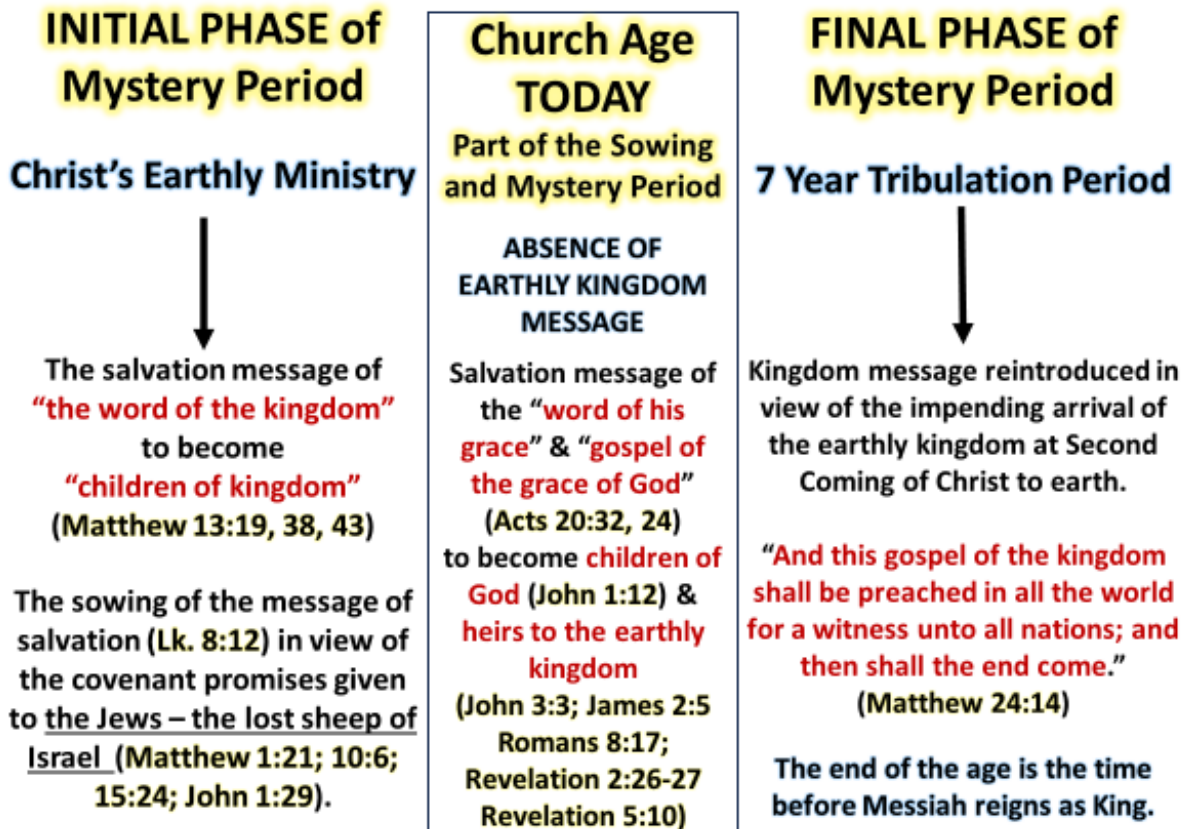 INITIAL PHASE of
Mystery Period
Christ's Earthly Ministry
The salvation message of
“the word of the kingdom”
to become
“children of kingdom”
(Matthew 13:19, 38, 43)
The sowing of the message of
salvation (Lk. 8:12) in view of
the covenant promises given
to the Jews – the lost sheep of
Israel (Matthew 1:21; 10:6;
15:24; John 1:29).
Church Age
TODAY
Part of the Sowing
and Mystery Period
ABSENCE OF
EARTHLY KINGDOM
MESSAGE
Salvation message of
the “word of his
grace” & “gospel of
the grace of God”
(Acts 20:32, 24)
to become children of
God (John 1:12) &
heirs to the earthly
kingdom
(John 3:3; James 2:5
Romans 8:17;
Revelation 2:26-27
Revelation 5:10)
FINAL PHASE of
Mystery Period
7 Year Tribulation Period
Kingdom message reintroduced in
view of the impending arrival of
the earthly kingdom at Second
Coming of Christ to earth.
“And this gospel of the kingdom
shall be preached in all the world
for a witness unto all nations; and
then shall the end come.”
(Matthew 24:14)
The end of the age is the time
before Messiah reigns as King.